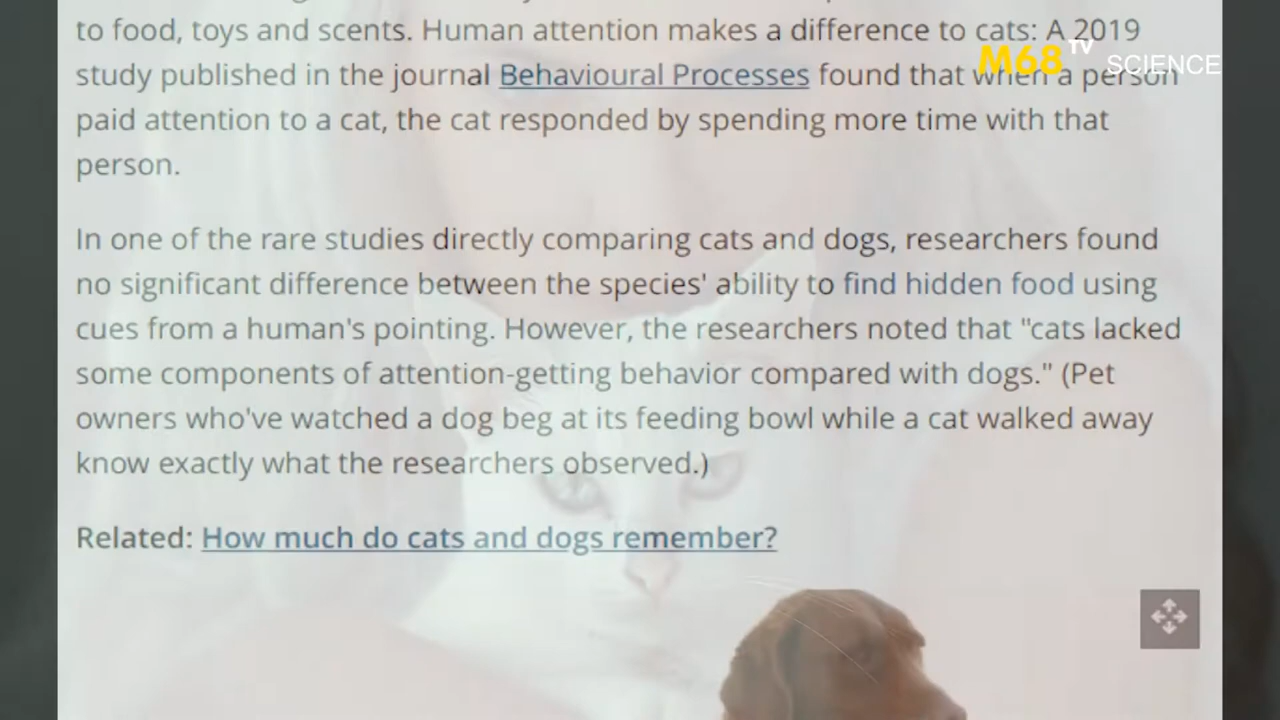 to food, toys and scents. Human attention makes a difference to cats: A 2019
M68 TV SCIENCE
study published in the journal Behavioural Processes found that when a person
paid attention to a cat, the cat responded by spending more time with that
person.
In one of the rare studies directly comparing cats and dogs, researchers found
no significant difference between the species' ability to find hidden food using
cues from a human's pointing. However, the researchers noted that "cats lacked
some components of attention-getting behavior compared with dogs." (Pet
owners who've watched a dog beg at its feeding bowl while a cat walked away
know exactly what the researchers observed.)
Related: How much do cats and dogs remember?